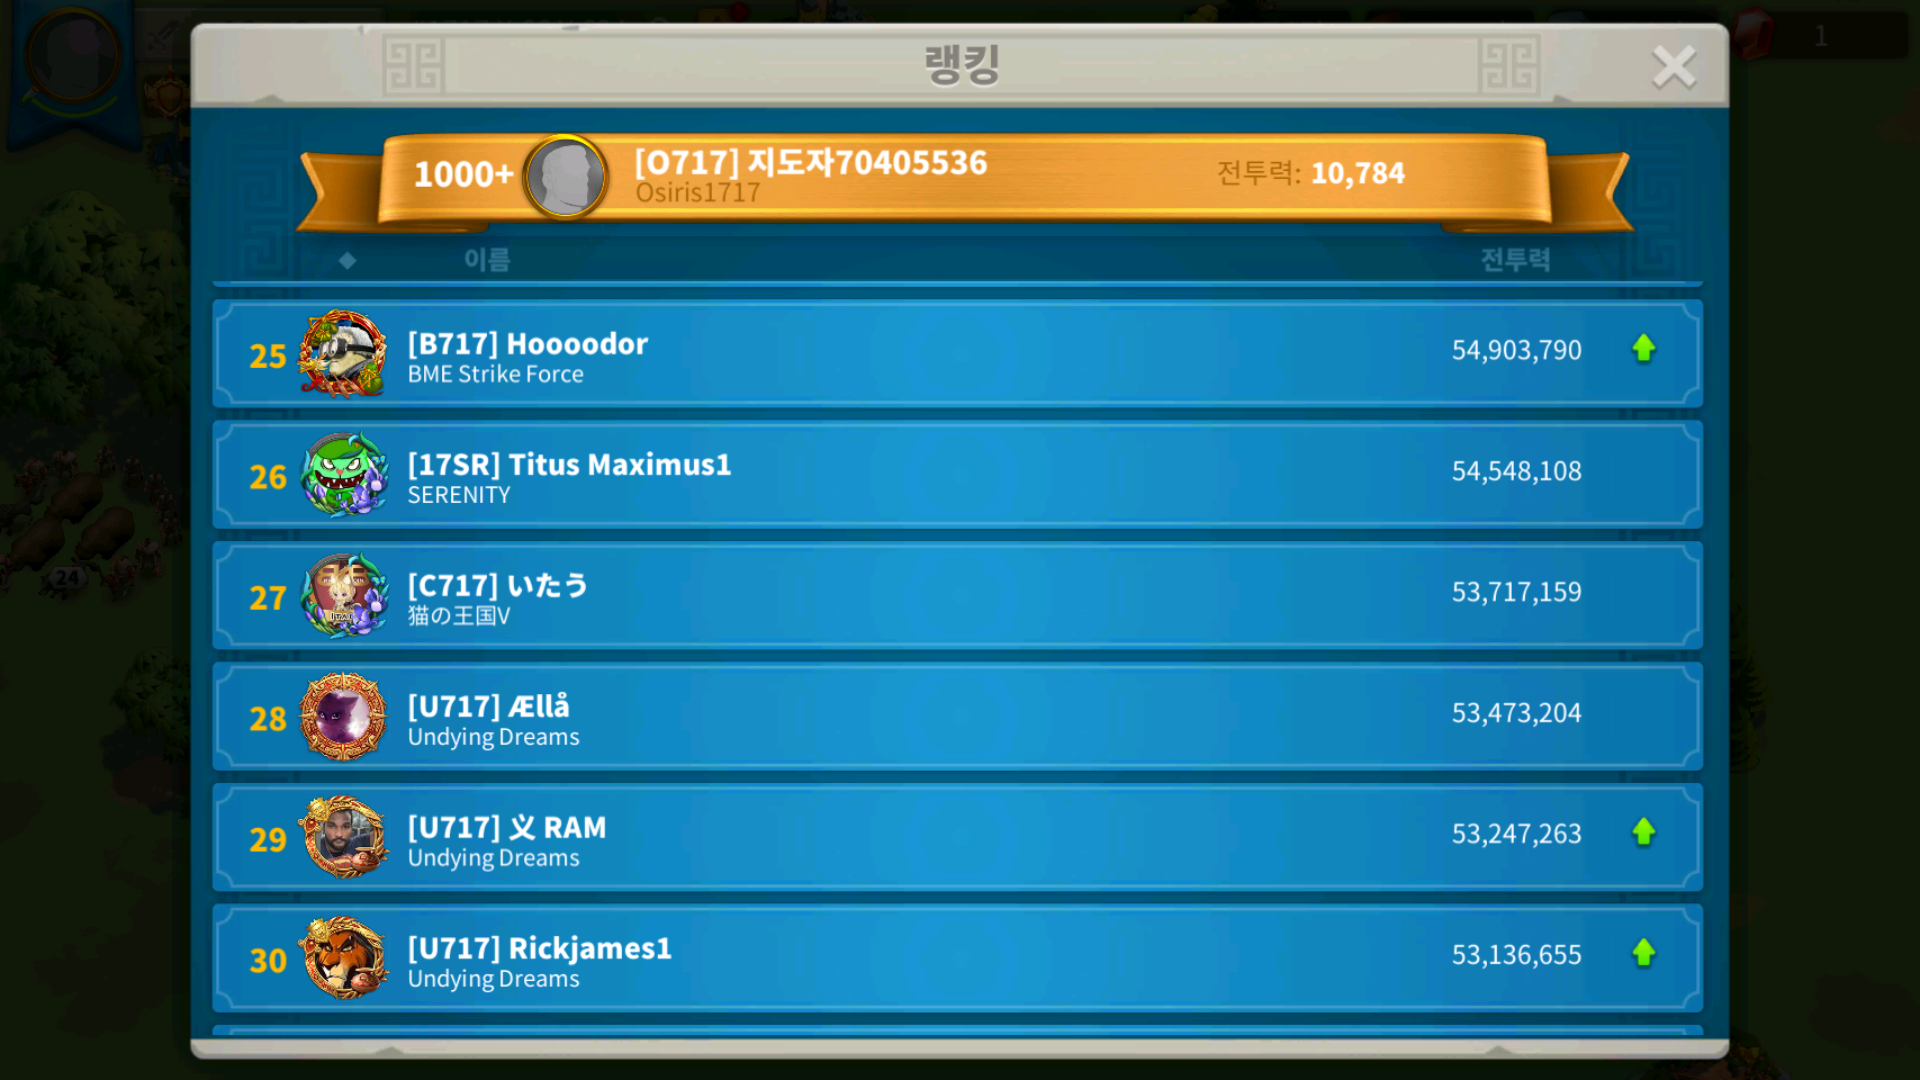 랭킹
1
1000+
[O717] 지도자70405536
Osiris1717
전투력: 10,784
이름
전투력
25
[B717] Hoooodor
BME Strike Force
54,903,790
26
[17SR] Titus Maximus1
SERENITY
54,548,108
27
[C717] いたう
猫の王国V
53,717,159
28
[U717] Ællå
Undying Dreams
53,473,204
29
[U717] 义 RAM
Undying Dreams
53,247,263
30
[U717] Rickjames1
Undying Dreams
53,136,655
24